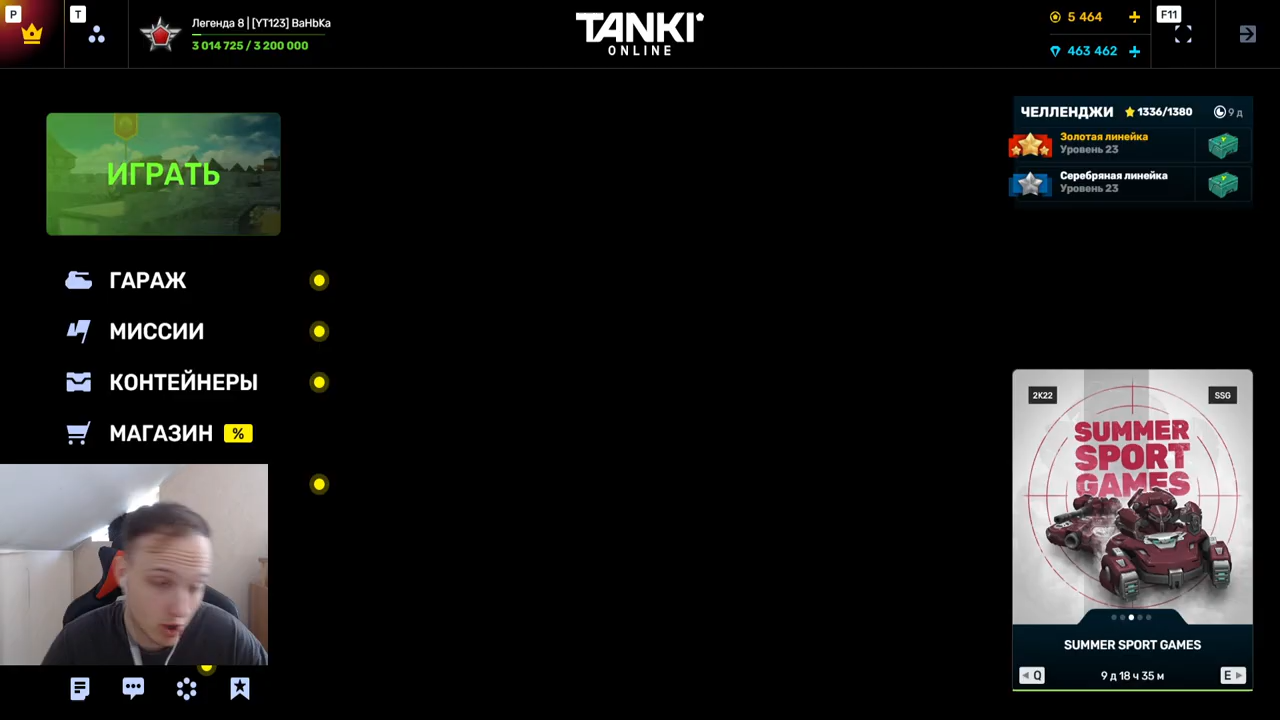 P
T
Легенда 8 | [YT123] BaHbKa
3 014 725 / 3 200 000
TANKI
ONLINE
5 464
463 462
F11
ИГРАТЬ
ГАРАЖ
МИССИИ
КОНТЕЙНЕРЫ
МАГАЗИН %
ЧЕЛЛЕНДЖИ 1336/1380 9 д
Золотая линейка
Уровень 23
Серебряная линейка
Уровень 23
2K22 SSG
SUMMER
SPORT
GAMES
SUMMER SPORT GAMES
Q 9 д 18 ч 35 м E